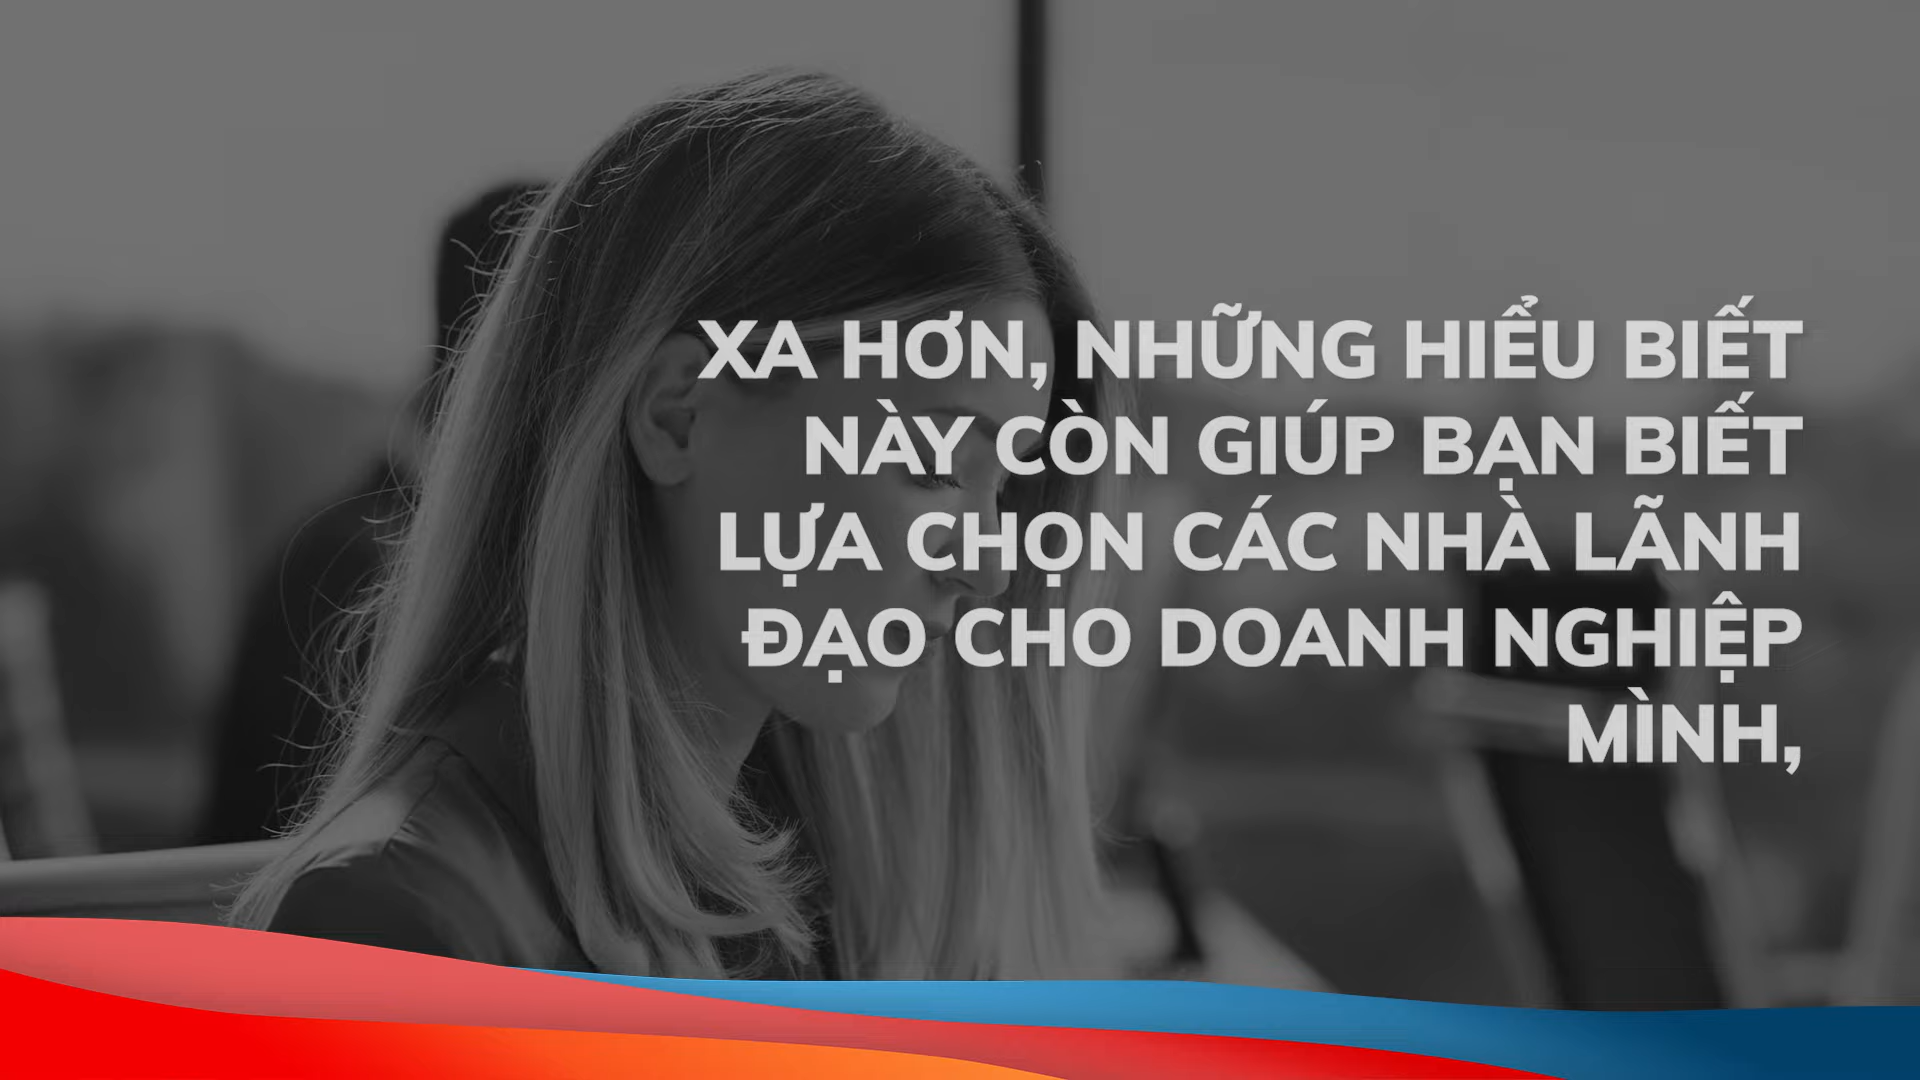 XA HƠN, NHỮNG HIỂU BIẾT
NÀY CÒN GIÚP BẠN BIẾT
LỰA CHỌN CÁC NHÀ LÃNH
ĐẠO CHO DOANH NGHIỆP
MÌNH,